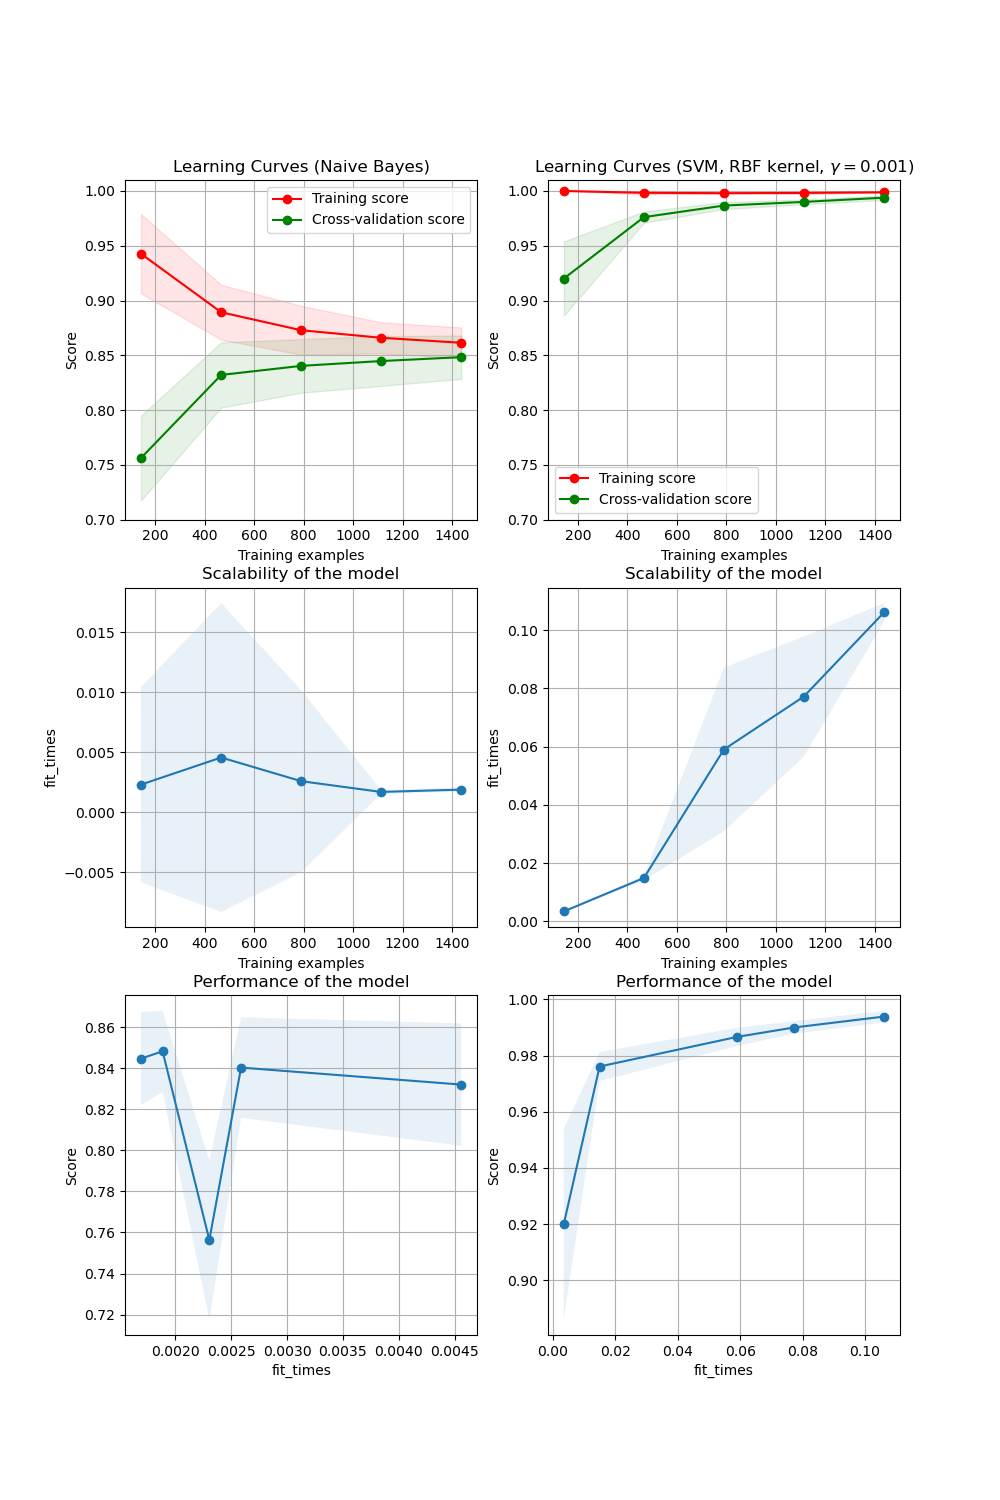 Learning Curves (Naive Bayes)
1.00
0.95
0.90
0.85
0.80
0.75
0.70
Score
Training score
Cross-validation score
200 400 600 800 1000 1200 1400
Training examples
Learning Curves (SVM, RBF kernel, γ = 0.001)
1.00
0.95
0.90
0.85
0.80
0.75
0.70
Score
Training score
Cross-validation score
200 400 600 800 1000 1200 1400
Training examples
Scalability of the model
0.015
0.010
0.005
0.000
−0.005
fit_times
200 400 600 800 1000 1200 1400
Training examples
Scalability of the model
0.10
0.08
0.06
0.04
0.02
0.00
fit_times
200 400 600 800 1000 1200 1400
Training examples
Performance of the model
0.86
0.84
0.82
0.80
0.78
0.76
0.74
0.72
Score
0.0020 0.0025 0.0030 0.0035 0.0040 0.0045
fit_times
Performance of the model
1.00
0.98
0.96
0.94
0.92
0.90
Score
0.00 0.02 0.04 0.06 0.08 0.10
fit_times